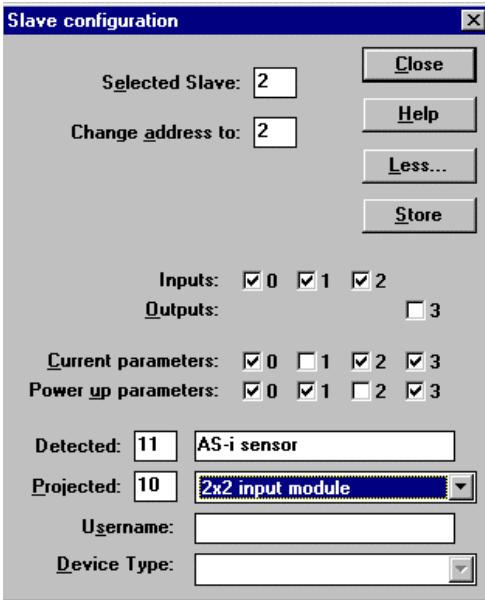 Slave configuration
Close
Selected Slave: 2
Help
Change address to: 2
Less...
Store
Inputs: 0 1 2
Outputs: 3
Current parameters: 0 1 2 3
Power up parameters: 0 1 2 3
Detected: 11 AS-i sensor
Projected: 10 2x2 input module
Username:
Device Type: